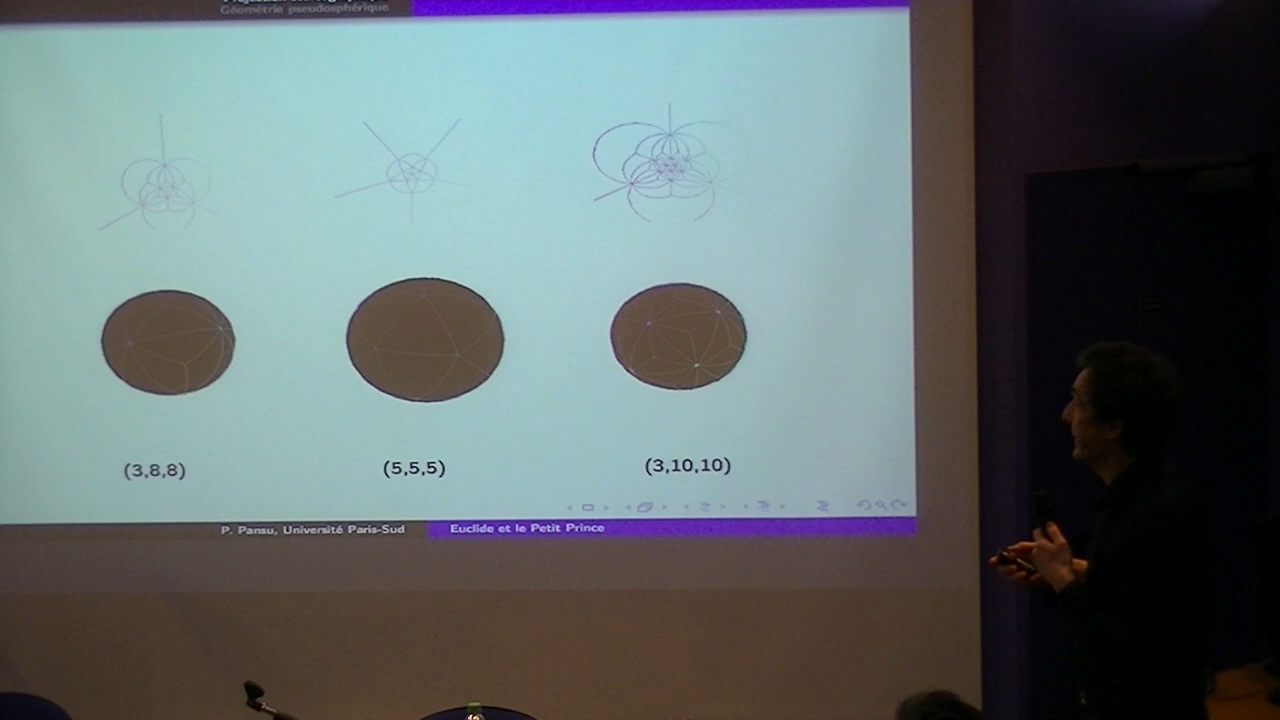 Géométrie pseudosphérique
(3,8,8)
(5,5,5)
(3,10,10)
P. Pansu, Université Paris-Sud
Euclide et le Petit Prince